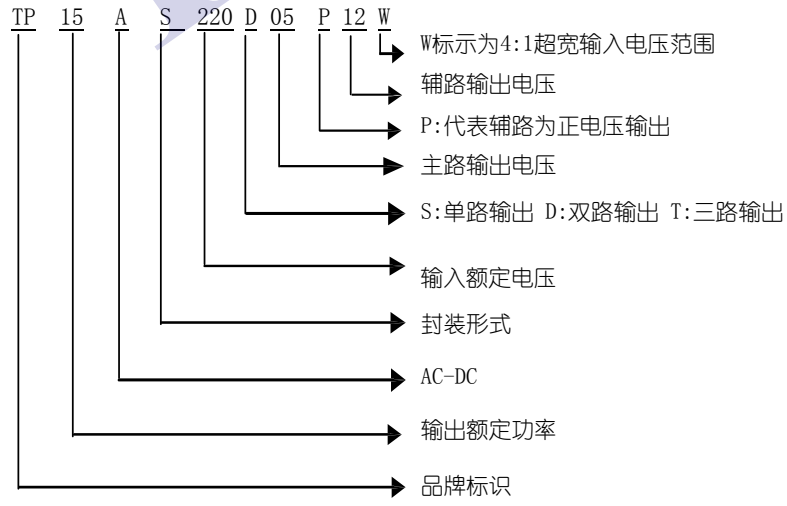 TP 15 A S 220 D 05 P 12 W
W标示为4:1超宽输入电压范围
辅路输出电压
P:代表辅路为正电压输出
主路输出电压
S:单路输出 D:双路输出 T:三路输出
输入额定电压
封装形式
AC-DC
输出额定功率
品牌标识